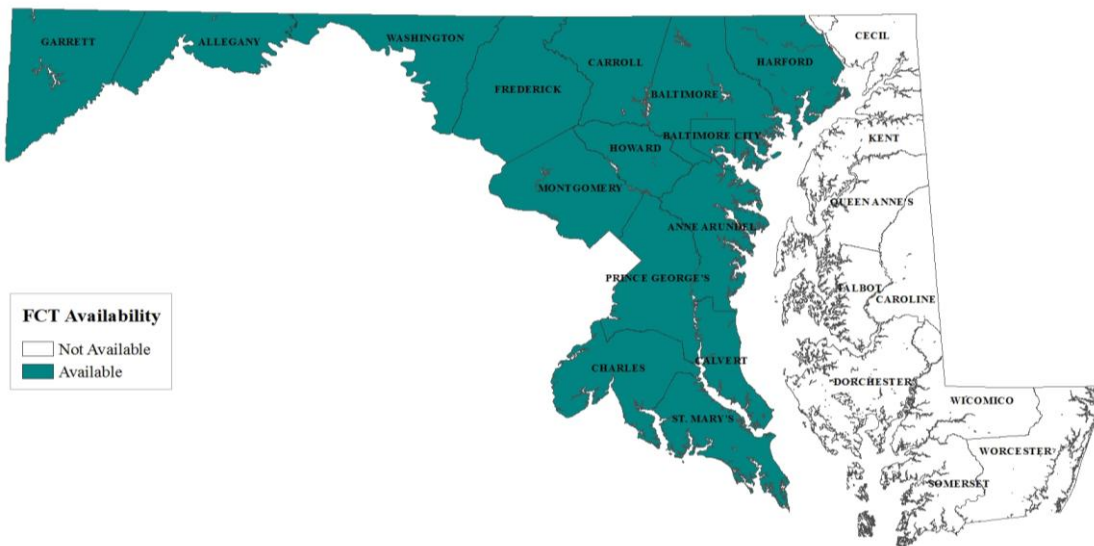 GARRETT
ALLEGANY
WASHINGTON
FREDERICK
CARROLL
BALTIMORE
HARFORD
CECIL
BALTIMORE CITY
HOWARD
KENT
MONTGOMERY
QUEEN ANNE'S
ANNE ARUNDEL
PRINCE GEORGE'S
TALBOT
CAROLINE
CALVERT
CHARLES
DORCHESTER
WICOMICO
ST. MARY'S
WORCESTER
SOMERSET
FCT Availability
Not Available
Available